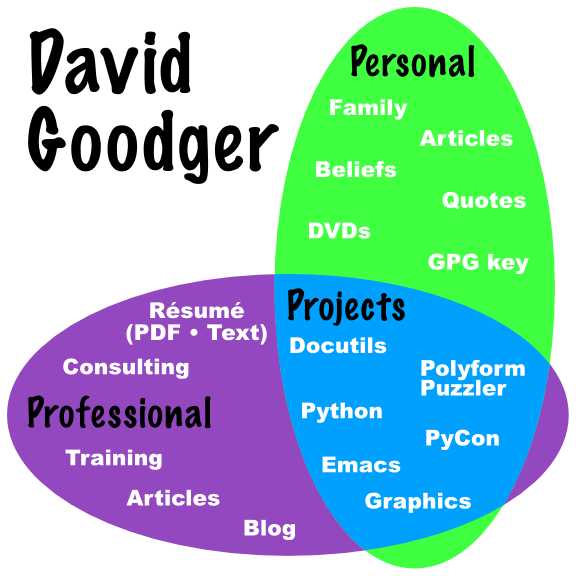 David
Goodger
Personal
Family
Articles
Beliefs
Quotes
DVDs
GPG key
Projects
Docutils
Polyform
Puzzler
Python
PyCon
Emacs
Graphics
Résumé
(PDF • Text)
Consulting
Professional
Training
Articles
Blog